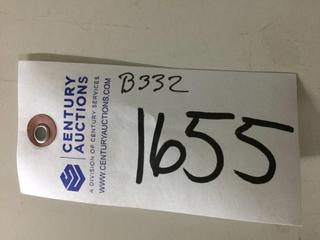 B332
1655
CENTURY
AUCTIONS
A DIVISION OF CENTURY SERVICES
WWW.CENTURYAUCTIONS.COM